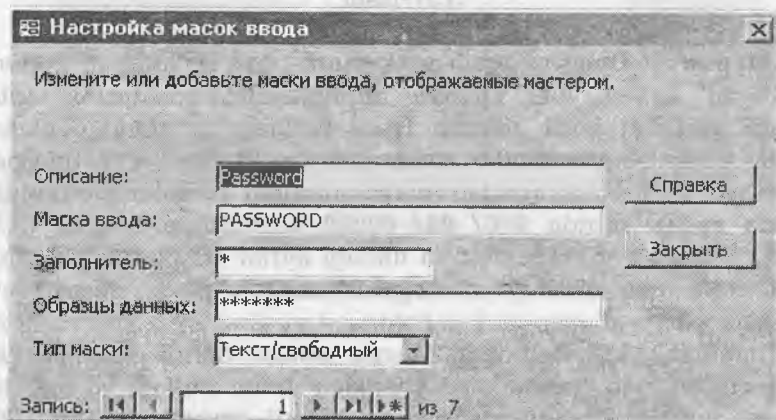 Настройка масок ввода
Измените или добавьте маски ввода, отображаемые мастером.
Описание: Password
Справка
Маска ввода: PASSWORD
Заполнитель: *
Закрыть
Образцы данных: *******
Тип маски: Текст/свободный
Запись: 1 из 7